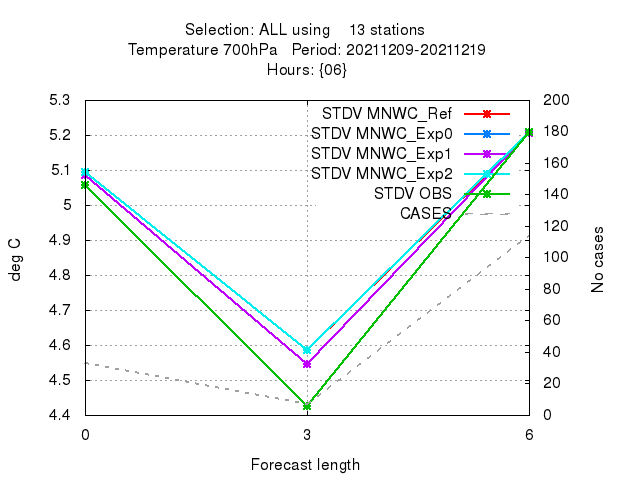 Selection: ALL using 13 stations
Temperature 700hPa Period: 20211209-20211219
Hours: {06}
STDV MNWC_Ref
STDV MNWC_Exp0
STDV MNWC_Exp1
STDV MNWC_Exp2
STDV OBS
CASES
5.3
5.2
5.1
5
4.9
4.8
4.7
4.6
4.5
4.4
deg C
200
180
160
140
120
100
80
60
40
20
0
No cases
0 3 6
Forecast length